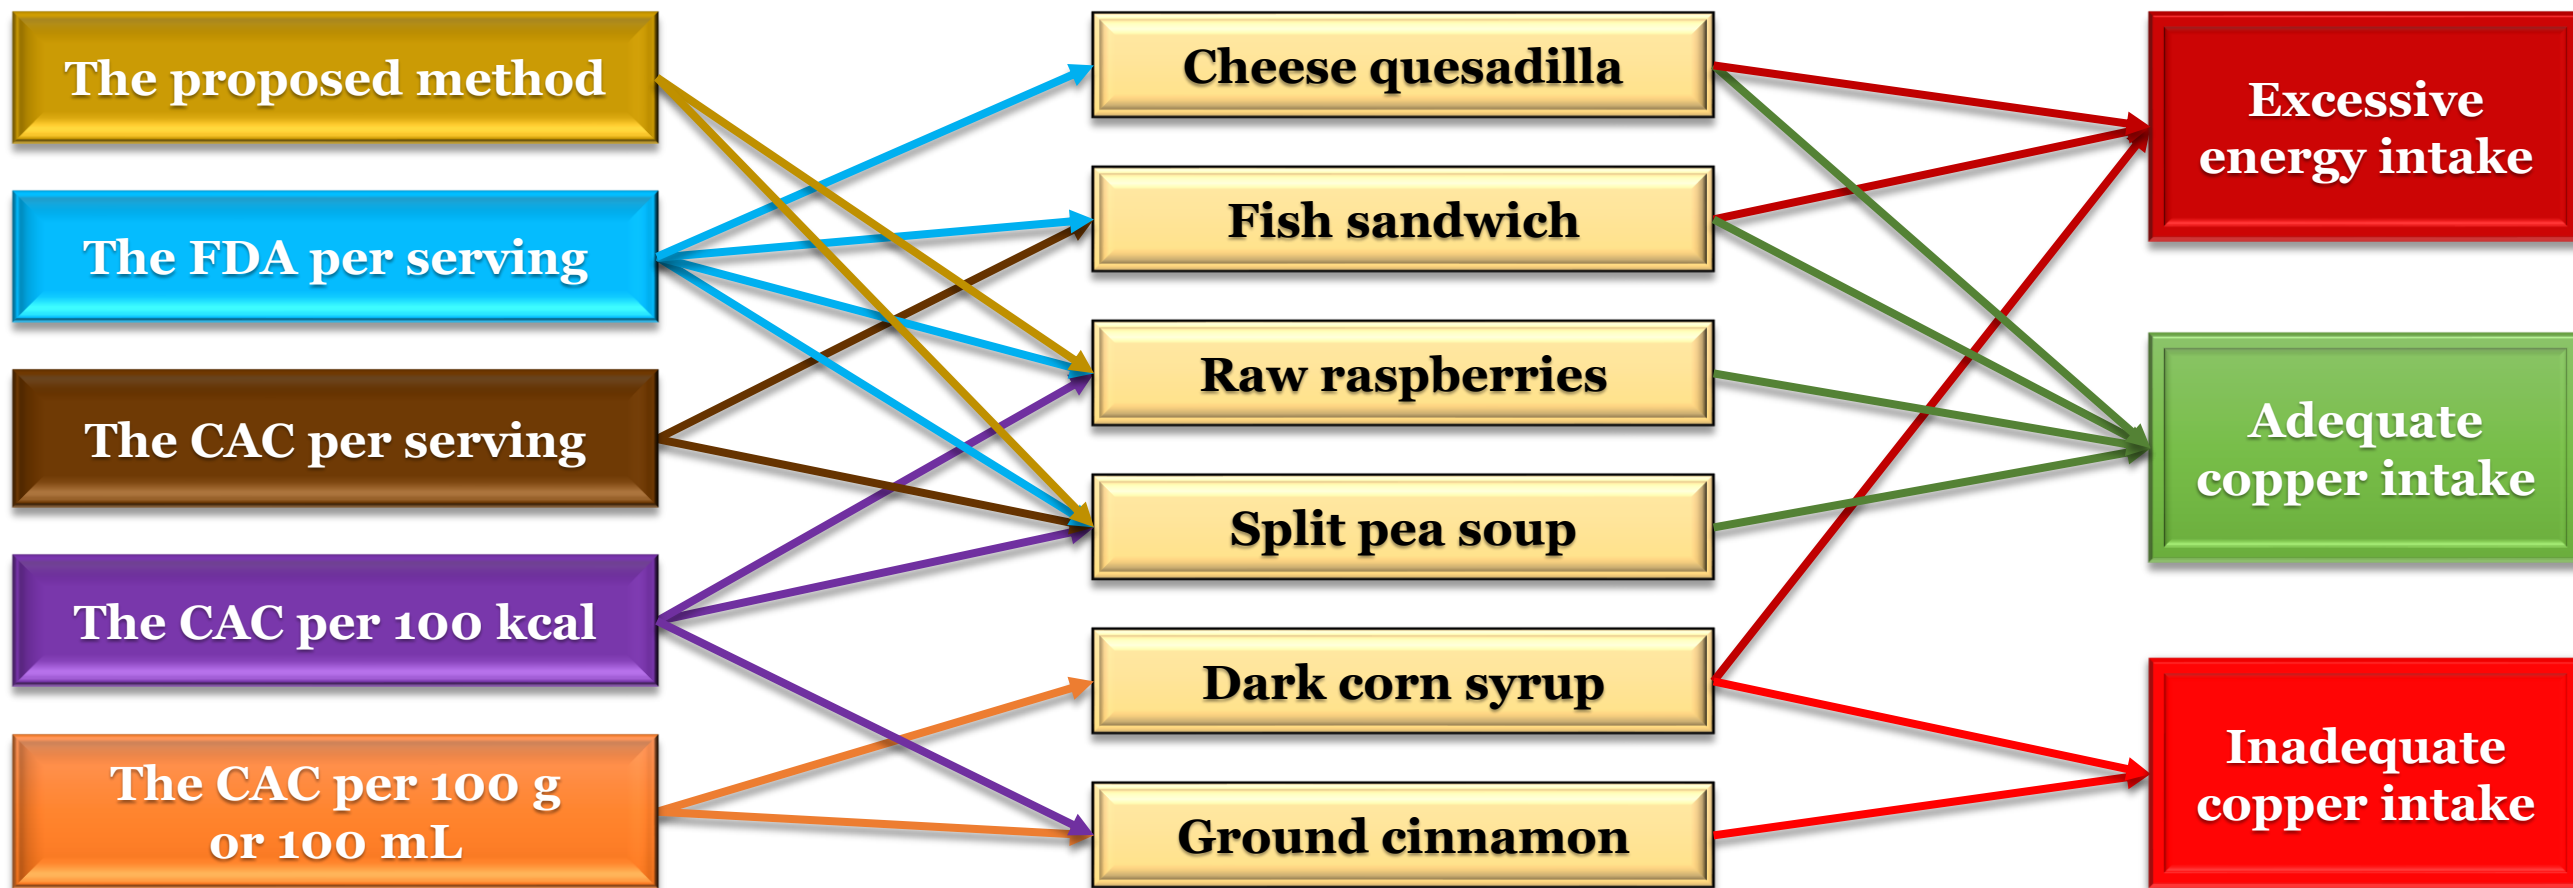 The proposed method
The FDA per serving
The CAC per serving
The CAC per 100 kcal
The CAC per 100 g
or 100 mL
Cheese quesadilla
Fish sandwich
Raw raspberries
Split pea soup
Dark corn syrup
Ground cinnamon
Excessive
energy intake
Adequate
copper intake
Inadequate
copper intake